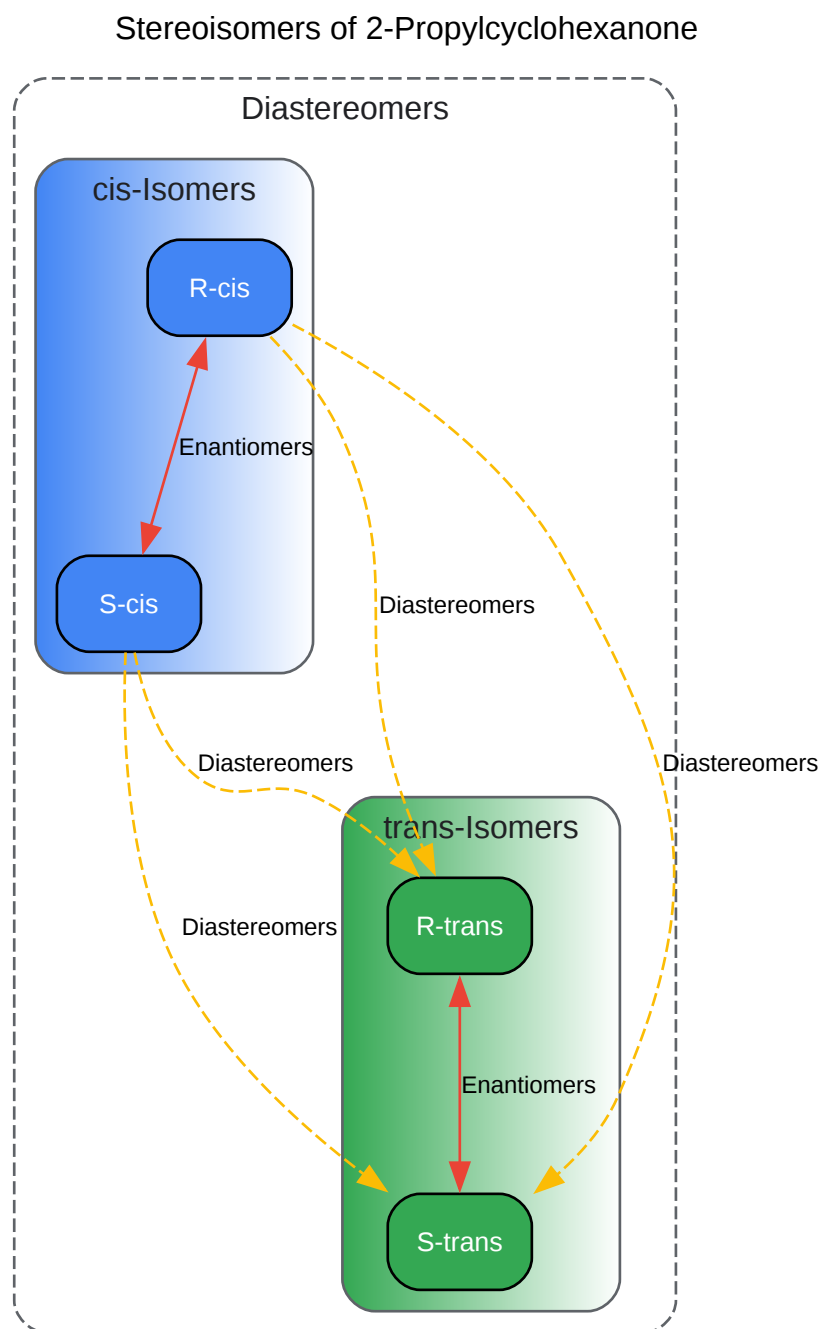 Stereoisomers of 2-Propylcyclohexanone
Diastereomers
cis-Isomers
R-cis
Enantiomers
S-cis
Diastereomers
Diastereomers
Diastereomers
trans-Isomers
R-trans
Diastereomers
Enantiomers
S-trans